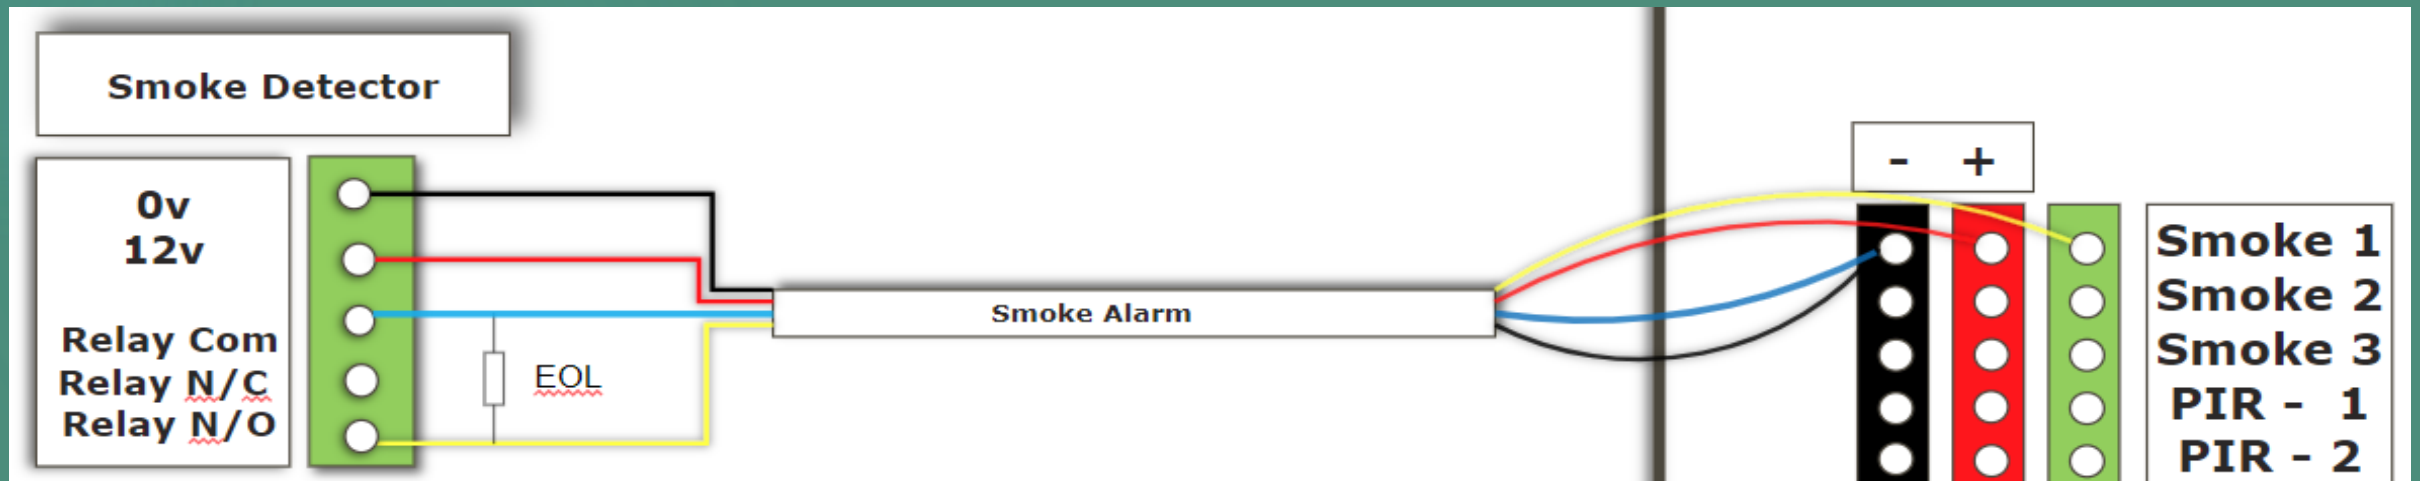 Smoke Detector
0v
12v
Relay Com
Relay N/C
Relay N/O
EOL
Smoke Alarm
- +
Smoke 1
Smoke 2
Smoke 3
PIR - 1
PIR - 2